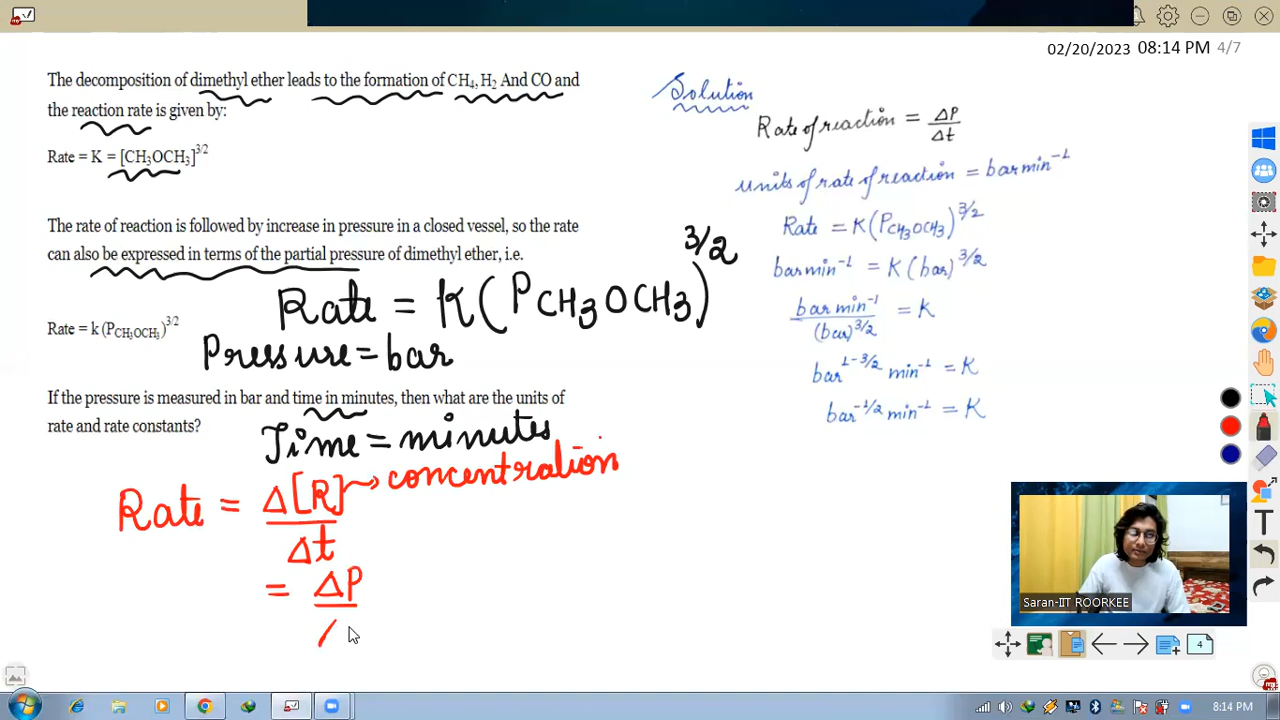 02/20/2023 08:14 PM 4/7
The decomposition of dimethyl ether leads to the formation of CH₄, H₂ And CO and
the reaction rate is given by:
Rate = K = [CH₃OCH₃]³/²
The rate of reaction is followed by increase in pressure in a closed vessel, so the rate
can also be expressed in terms of the partial pressure of dimethyl ether, i.e.
Rate = K(PCH₃OCH₃)³/²
Rate = k (PCH₃OCH₃)³/²
Pressure = bar
If the pressure is measured in bar and time in minutes, then what are the units of
rate and rate constants?
Time = minutes
Rate = Δ[R] → concentration
Δt
= ΔP
Solution
Rate of reaction = ΔP
Δt
units of rate of reaction = bar min⁻¹
Rate = K(PCH₃OCH₃)³/²
bar min⁻¹ = K(bar)³/²
bar min⁻¹ = K
(bar)³/²
bar¹⁻³/² min⁻¹ = K
bar⁻¹/² min⁻¹ = K
Saran-IIT ROORKEE
4
T
8:14 PM